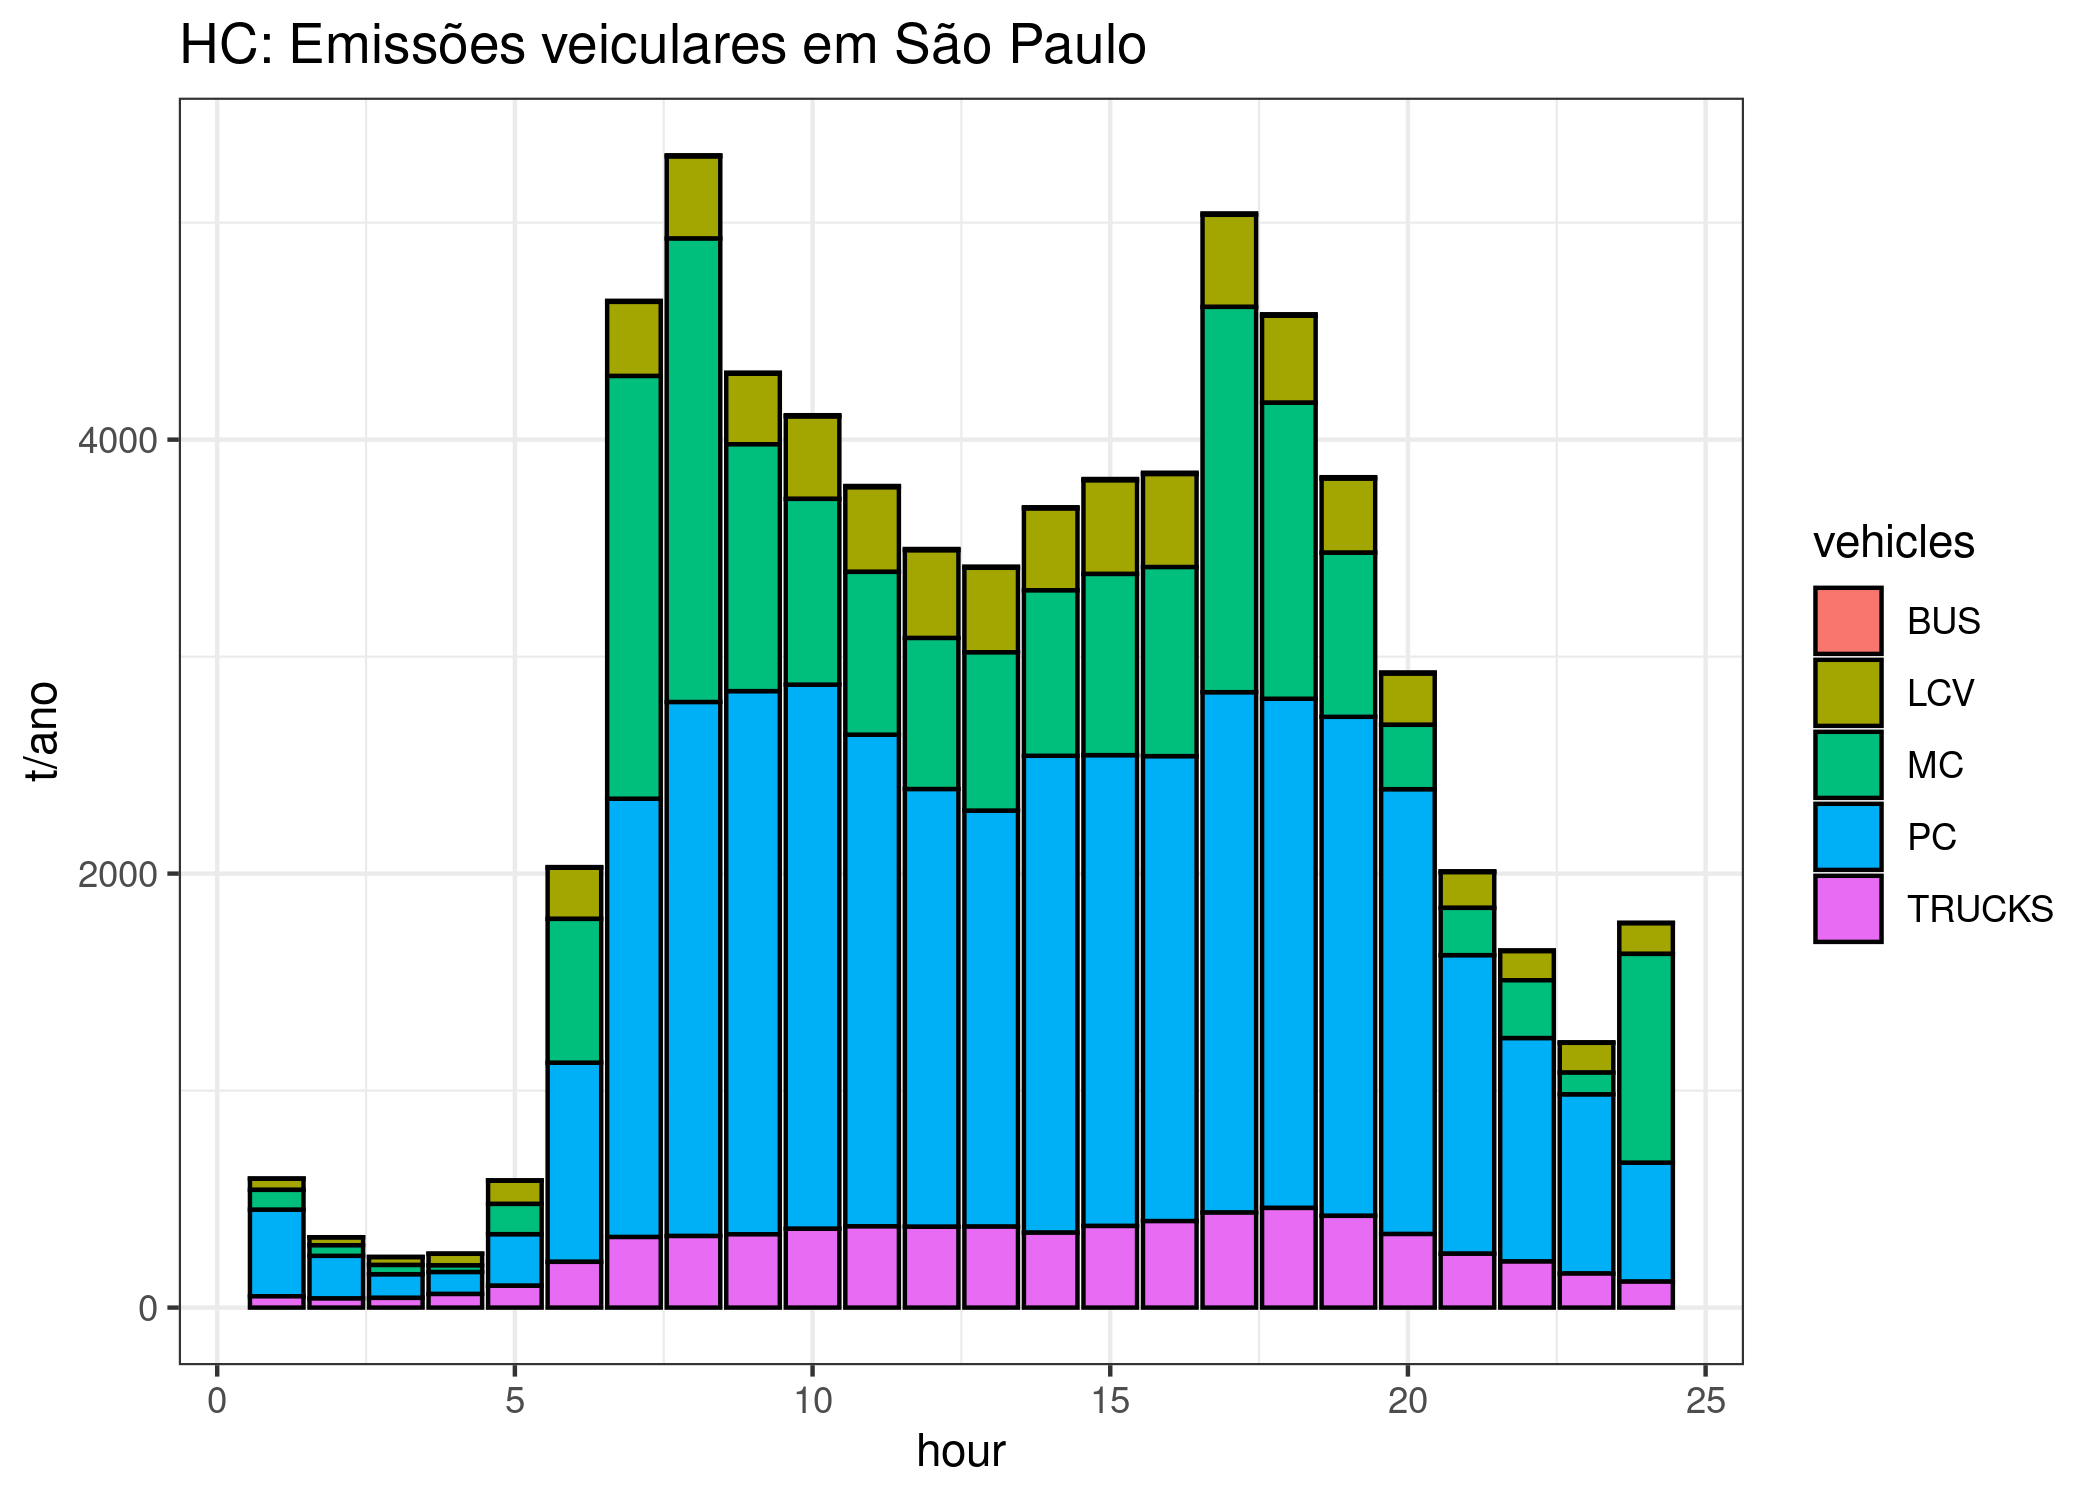 HC: Emissões veiculares em São Paulo
t/ano
4000
2000
0
0 5 10 15 20 25
hour
vehicles
BUS
LCV
MC
PC
TRUCKS